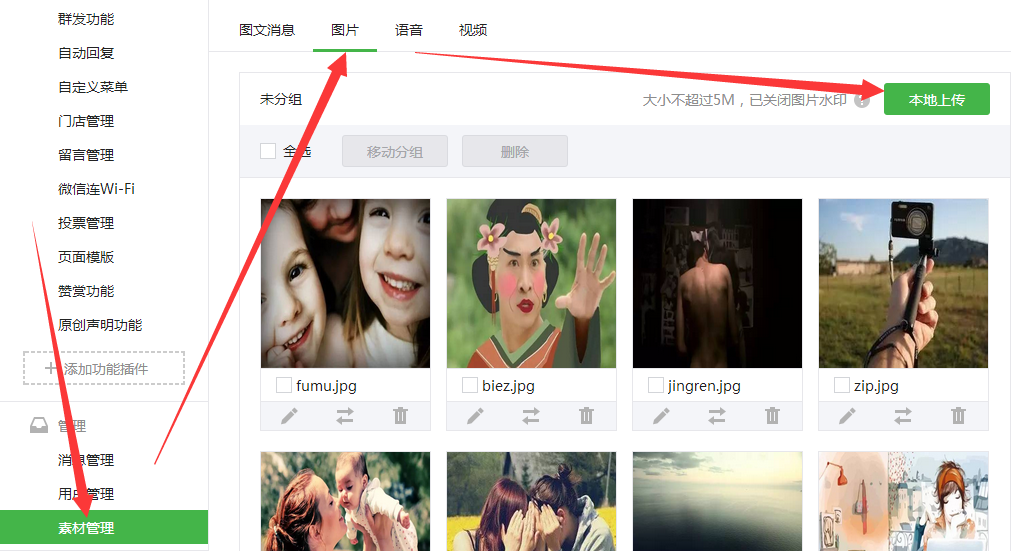 群发功能
自动回复
自定义菜单
门店管理
留言管理
微信连Wi-Fi
投票管理
页面模版
赞赏功能
原创声明功能
添加功能插件
管理
消息管理
用户管理
素材管理
图文消息 图片 语音 视频
未分组 大小不超过5M，已关闭图片水印 ? 本地上传
全选 移动分组 删除
fumu.jpg biez.jpg jingren.jpg zip.jpg